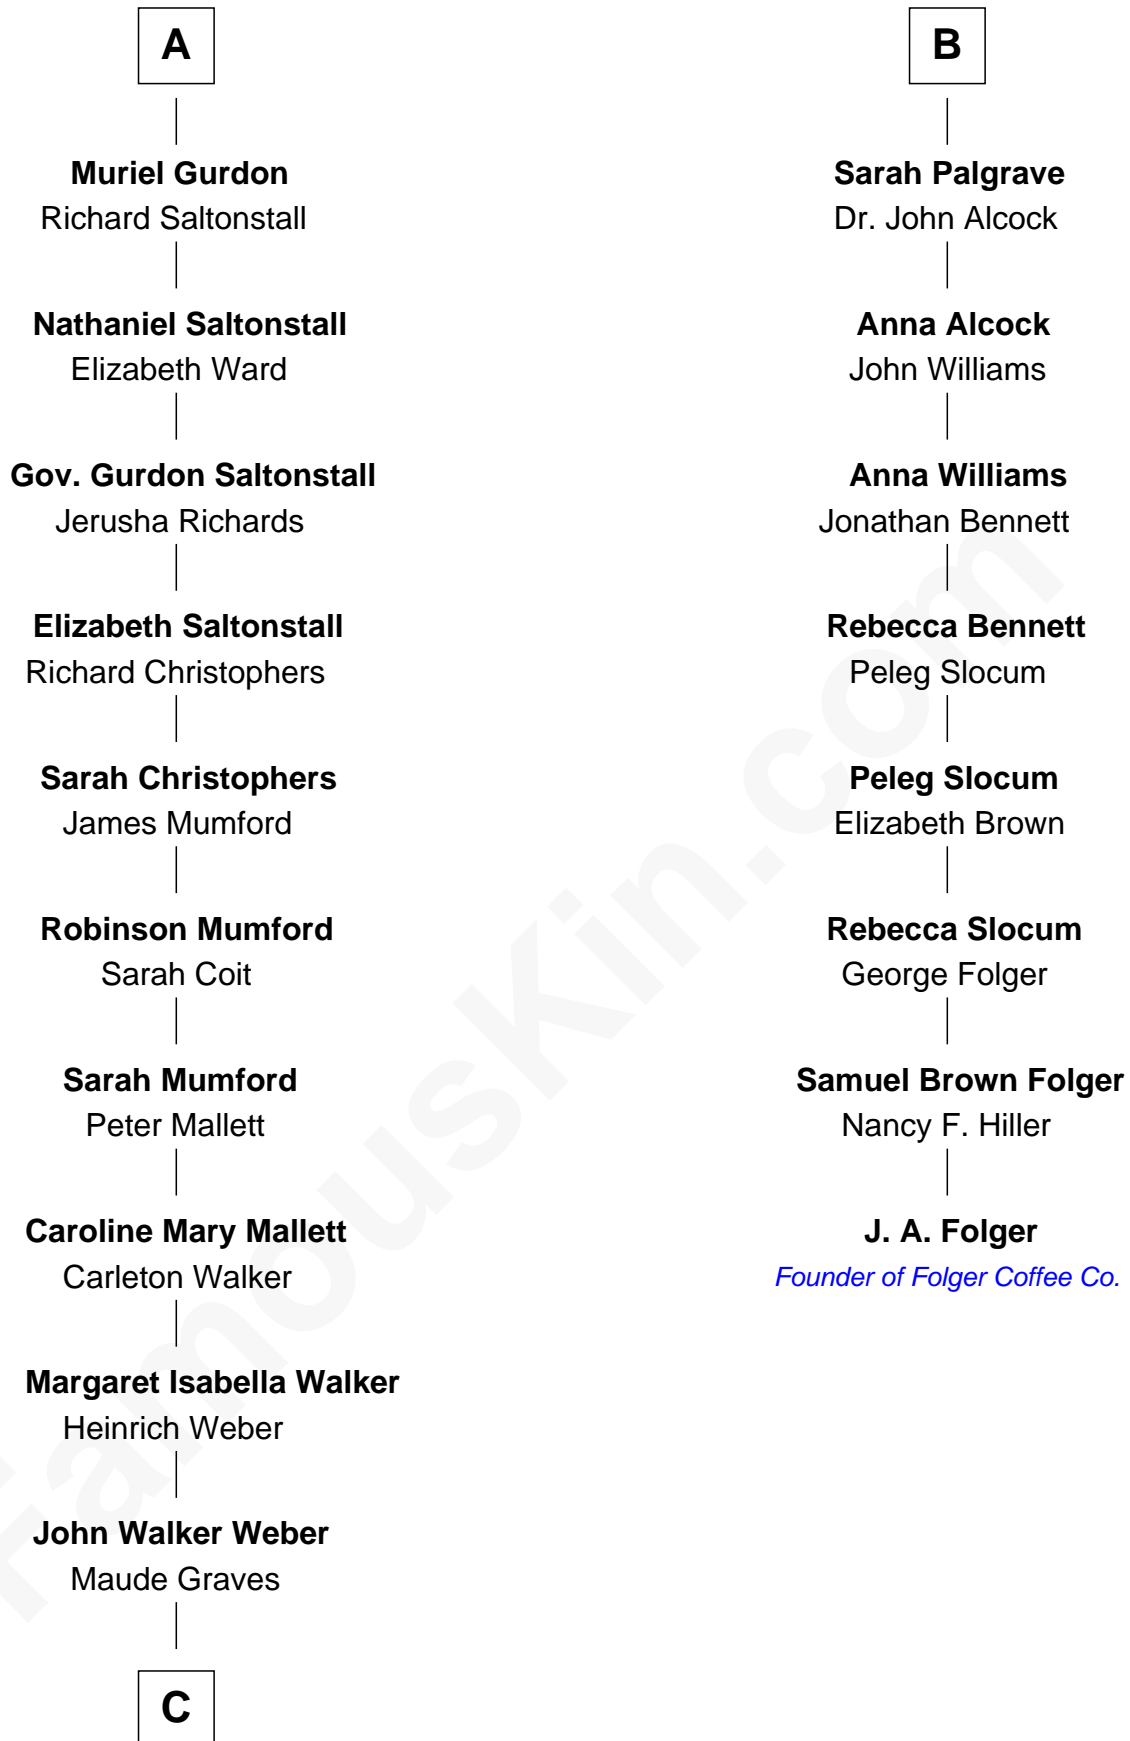 A
Muriel Gurdon
Richard Saltonstall
Nathaniel Saltonstall
Elizabeth Ward
Gov. Gurdon Saltonstall
Jerusha Richards
Elizabeth Saltonstall
Richard Christophers
Sarah Christophers
James Mumford
Robinson Mumford
Sarah Coit
Sarah Mumford
Peter Mallett
Caroline Mary Mallett
Carleton Walker
Margaret Isabella Walker
Heinrich Weber
John Walker Weber
Maude Graves
C
B
Sarah Palgrave
Dr. John Alcock
Anna Alcock
John Williams
Anna Williams
Jonathan Bennett
Rebecca Bennett
Peleg Slocum
Peleg Slocum
Elizabeth Brown
Rebecca Slocum
George Folger
Samuel Brown Folger
Nancy F. Hiller
J. A. Folger
Founder of Folger Coffee Co.
FamousKin.com